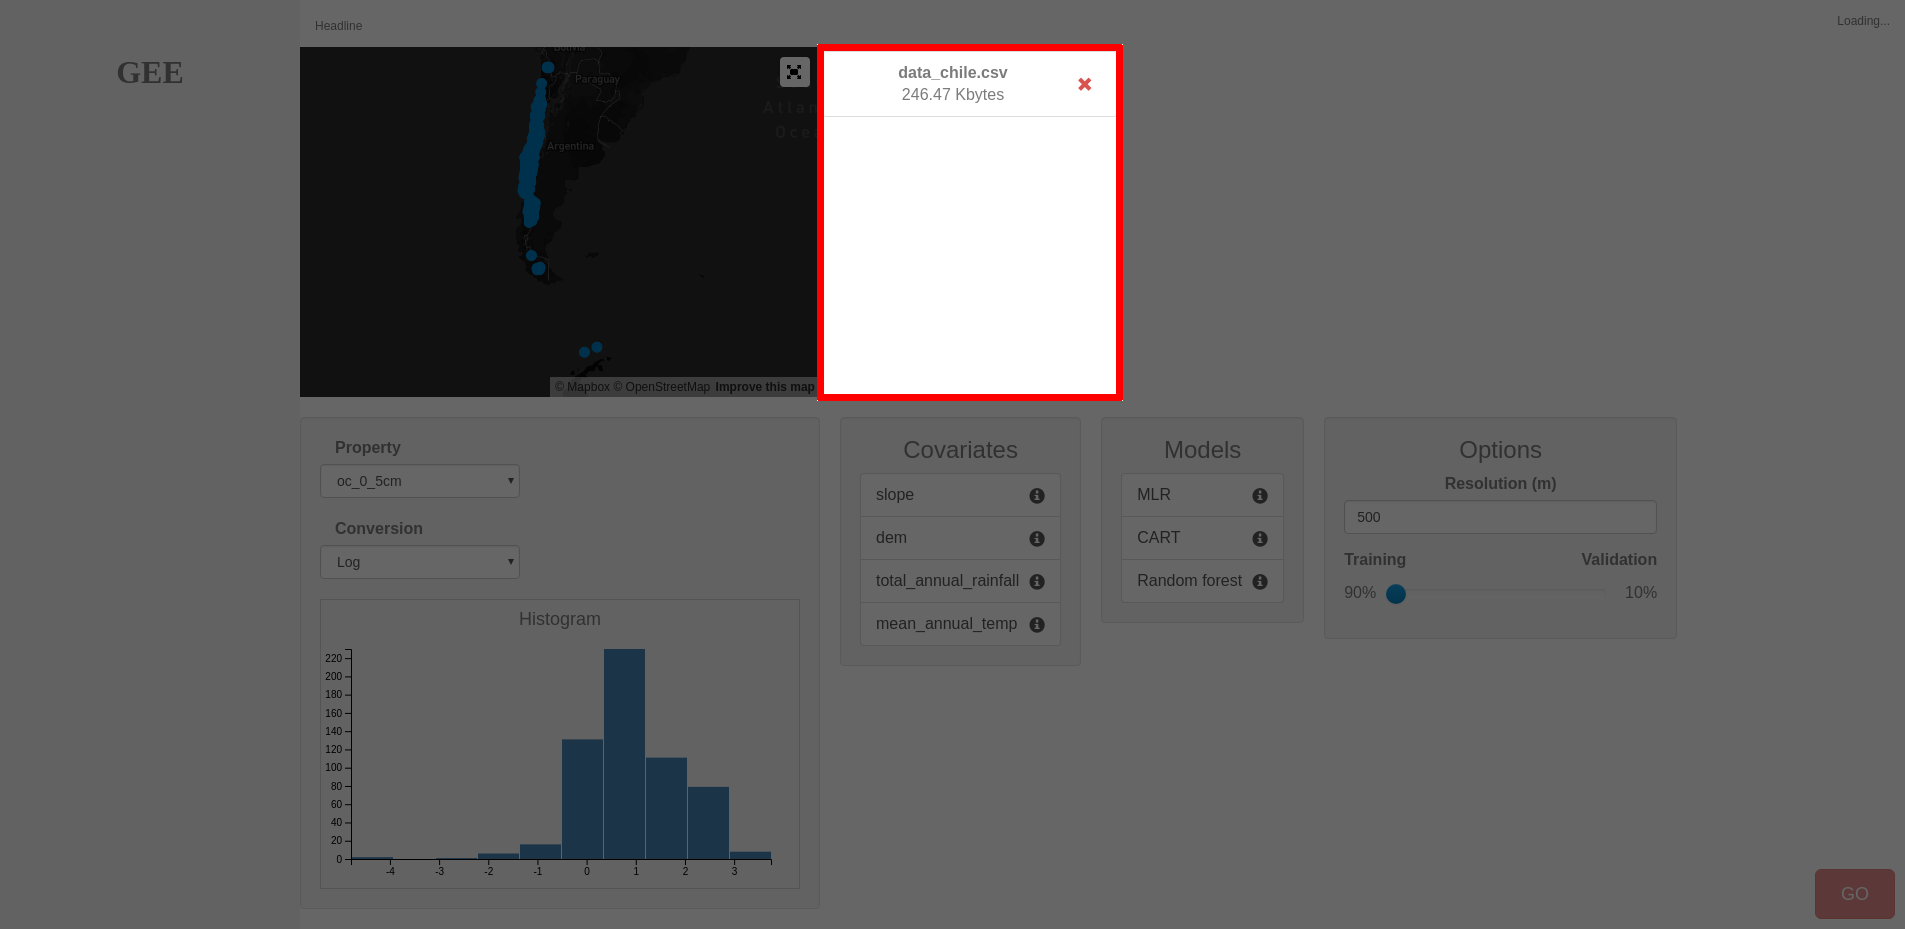 Headline
Loading...
GEE
Bolivia
Paraguay
Argentina
© Mapbox © OpenStreetMap Improve this map
data_chile.csv
246.47 Kbytes
Property
oc_0_5cm
Conversion
Log
Histogram
220
200
180
160
140
120
100
80
60
40
20
0
-4 -3 -2 -1 0 1 2 3
Covariates
slope
dem
total_annual_rainfall
mean_annual_temp
Models
MLR
CART
Random forest
Options
Resolution (m)
500
Training Validation
90% 10%
GO